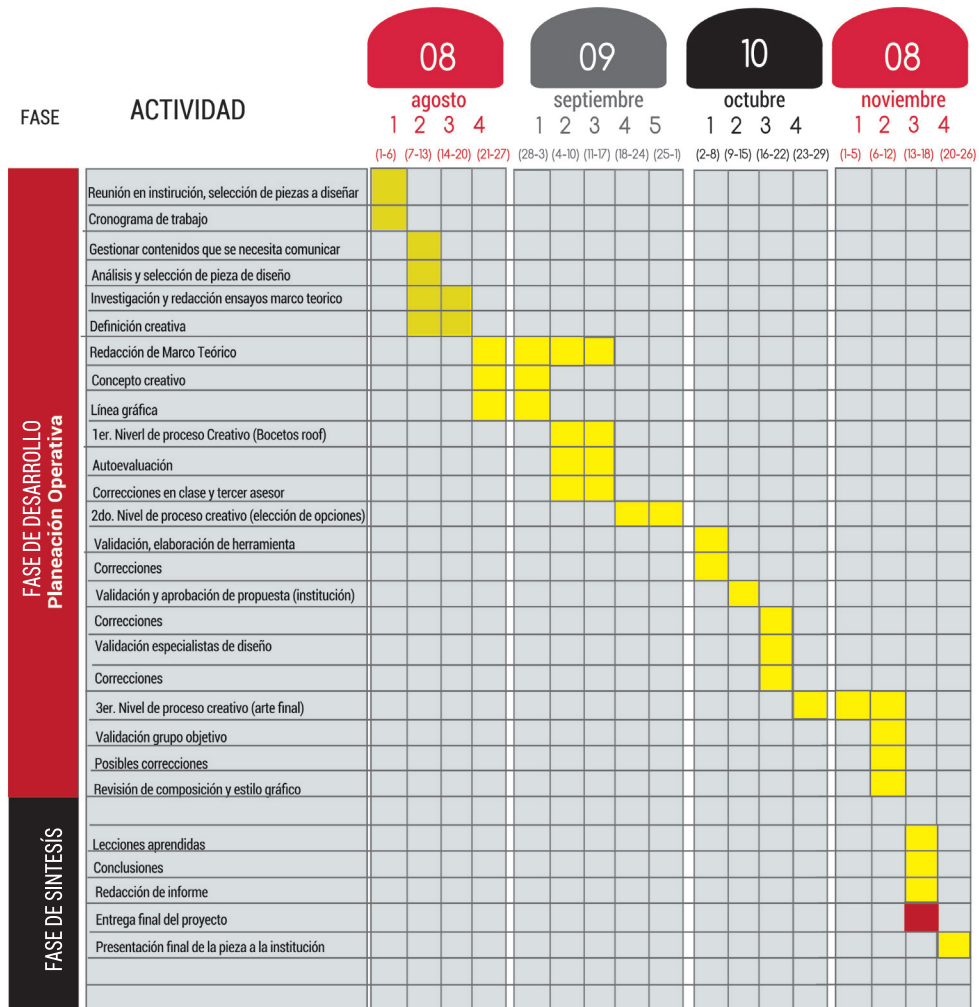 08 09 10 08
agosto septiembre octubre noviembre
FASE ACTIVIDAD
1 2 3 4 1 2 3 4 5 1 2 3 4 1 2 3 4
(1-6) (7-13) (14-20) (21-27) (28-3) (4-10) (11-17) (18-24) (25-1) (2-8) (9-15) (16-22) (23-29) (1-5) (6-12) (13-18) (20-26)
FASE DE DESARROLLO
Planeación Operativa
Reunión en instirución, selección de piezas a diseñar
Cronograma de trabajo
Gestionar contenidos que se necesita comunicar
Análisis y selección de pieza de diseño
Investigación y redacción ensayos marco teorico
Definición creativa
Redacción de Marco Teórico
Concepto creativo
Línea gráfica
1er. Niverl de proceso Creativo (Bocetos roof)
Autoevaluación
Correcciones en clase y tercer asesor
2do. Nivel de proceso creativo (elección de opciones)
Validación, elaboración de herramienta
Correcciones
Validación y aprobación de propuesta (institución)
Correcciones
Validación especialistas de diseño
Correcciones
3er. Nivel de proceso creativo (arte final)
Validación grupo objetivo
Posibles correcciones
Revisión de composición y estilo gráfico
FASE DE SINTESÍS
Lecciones aprendidas
Conclusiones
Redacción de informe
Entrega final del proyecto
Presentación final de la pieza a la institución